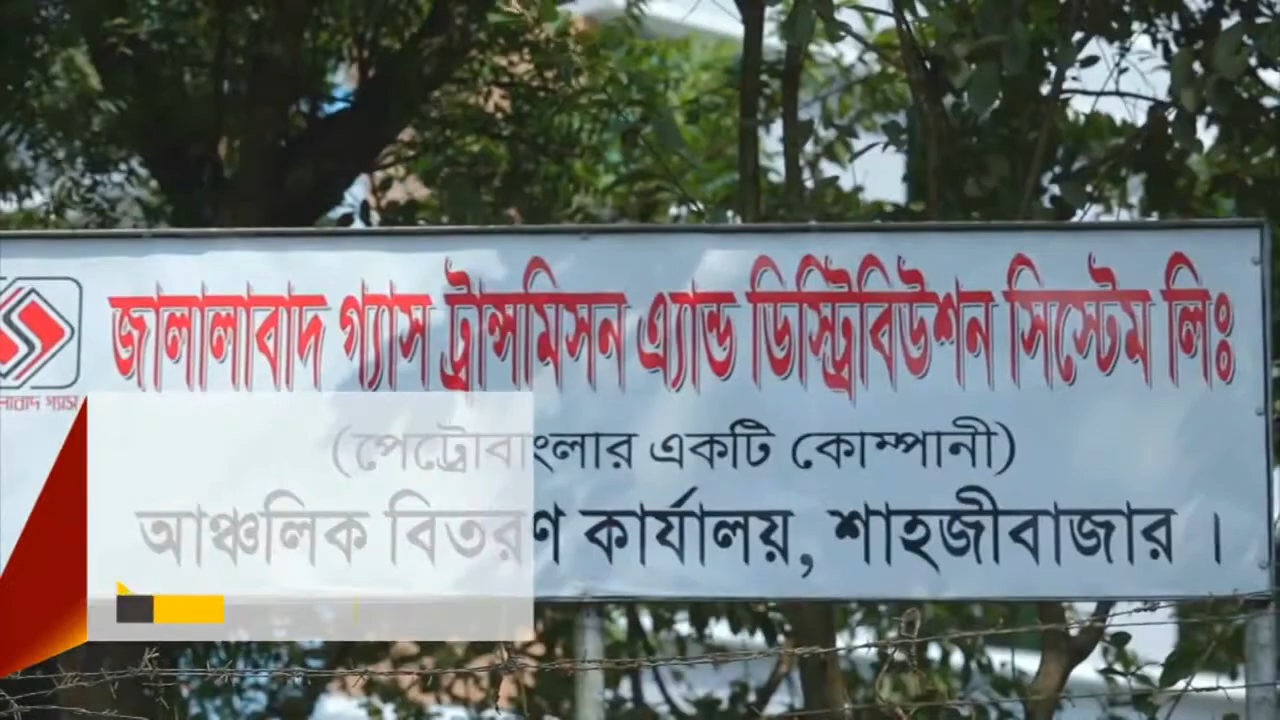 জালালাবাদ গ্যাস ট্রান্সমিসন এ্যান্ড ডিস্ট্রিবিউশন সিস্টেম লিঃ
গ্যাস
(পেট্রোবাংলার একটি কোম্পানী)
আঞ্চলিক বিতরণ কার্যালয়, শাহজীবাজার ।